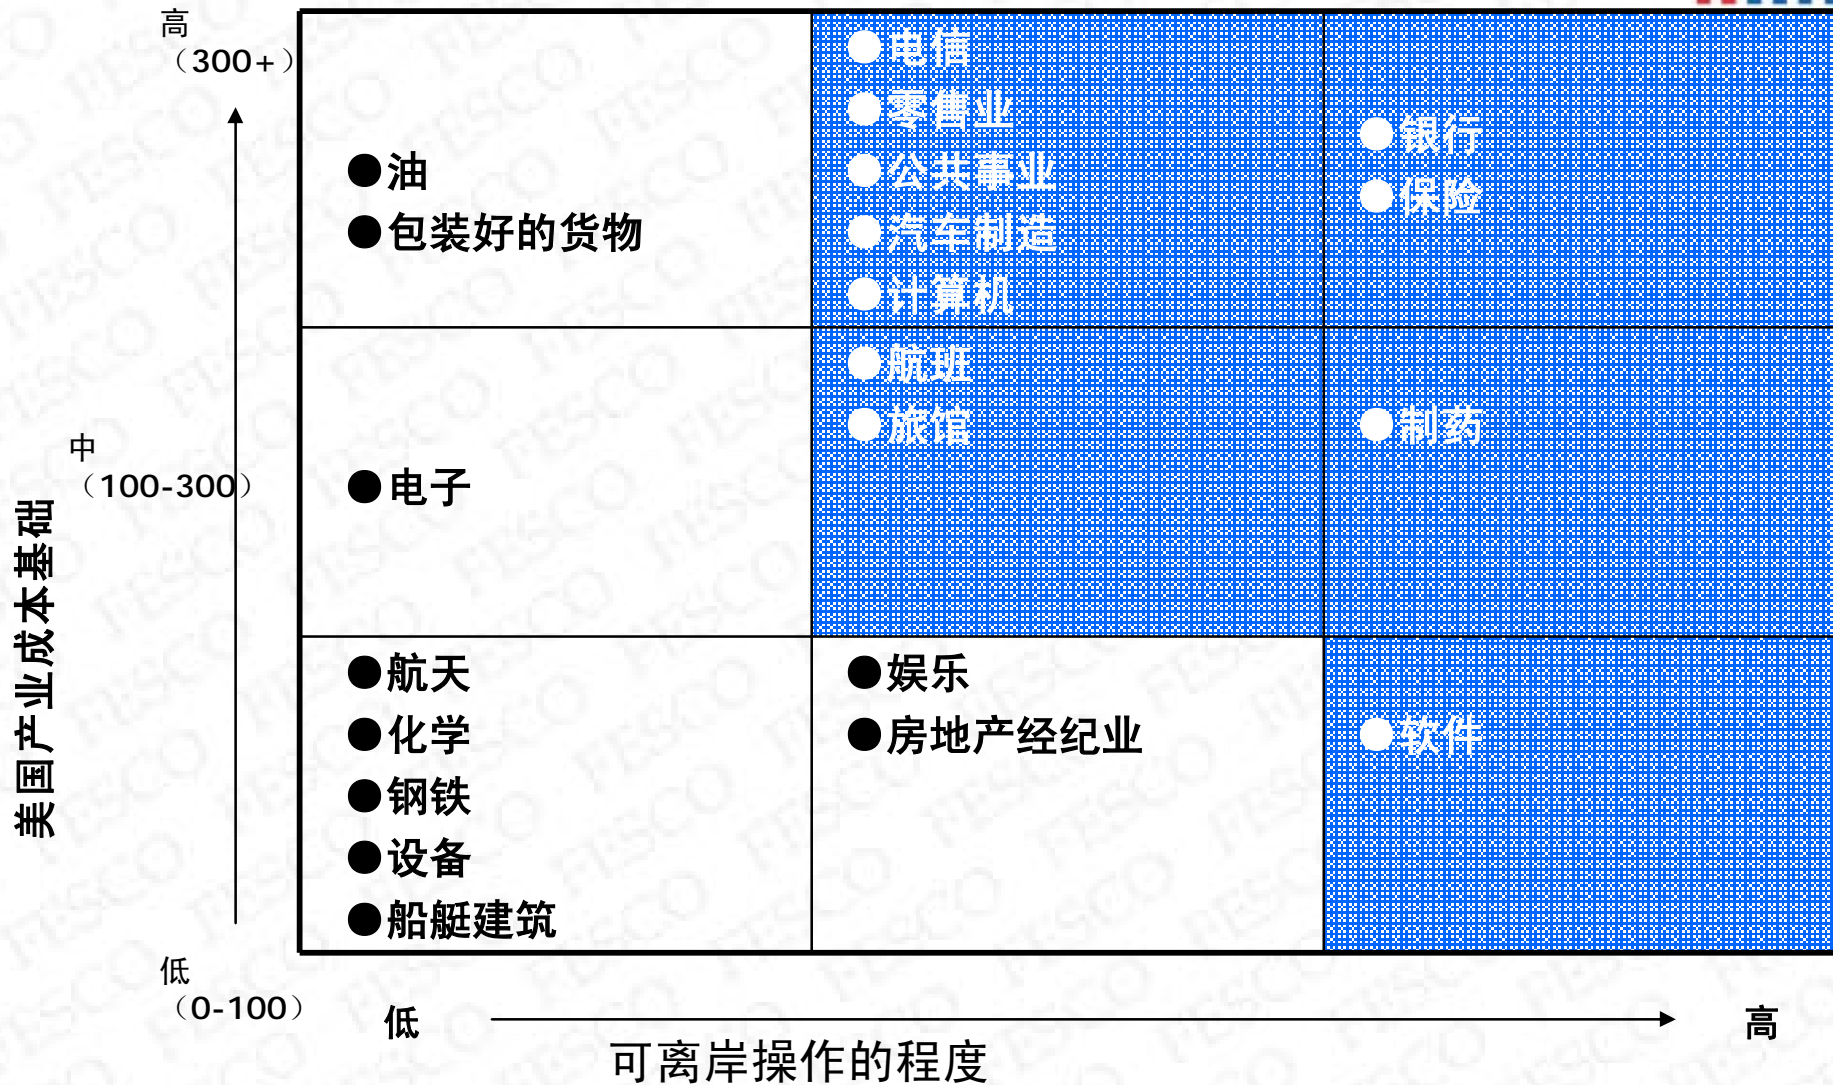 高
（300+）
●电信
●零售业
●公共事业
●汽车制造
●计算机
●银行
●保险
●油
●包装好的货物
中
（100-300）
●航班
●旅馆
●制药
●电子
美国产业成本基础
●航天
●化学
●钢铁
●设备
●船艇建筑
●娱乐
●房地产经纪业
●软件
低
（0-100）
低
高
可离岸操作的程度
FESCO